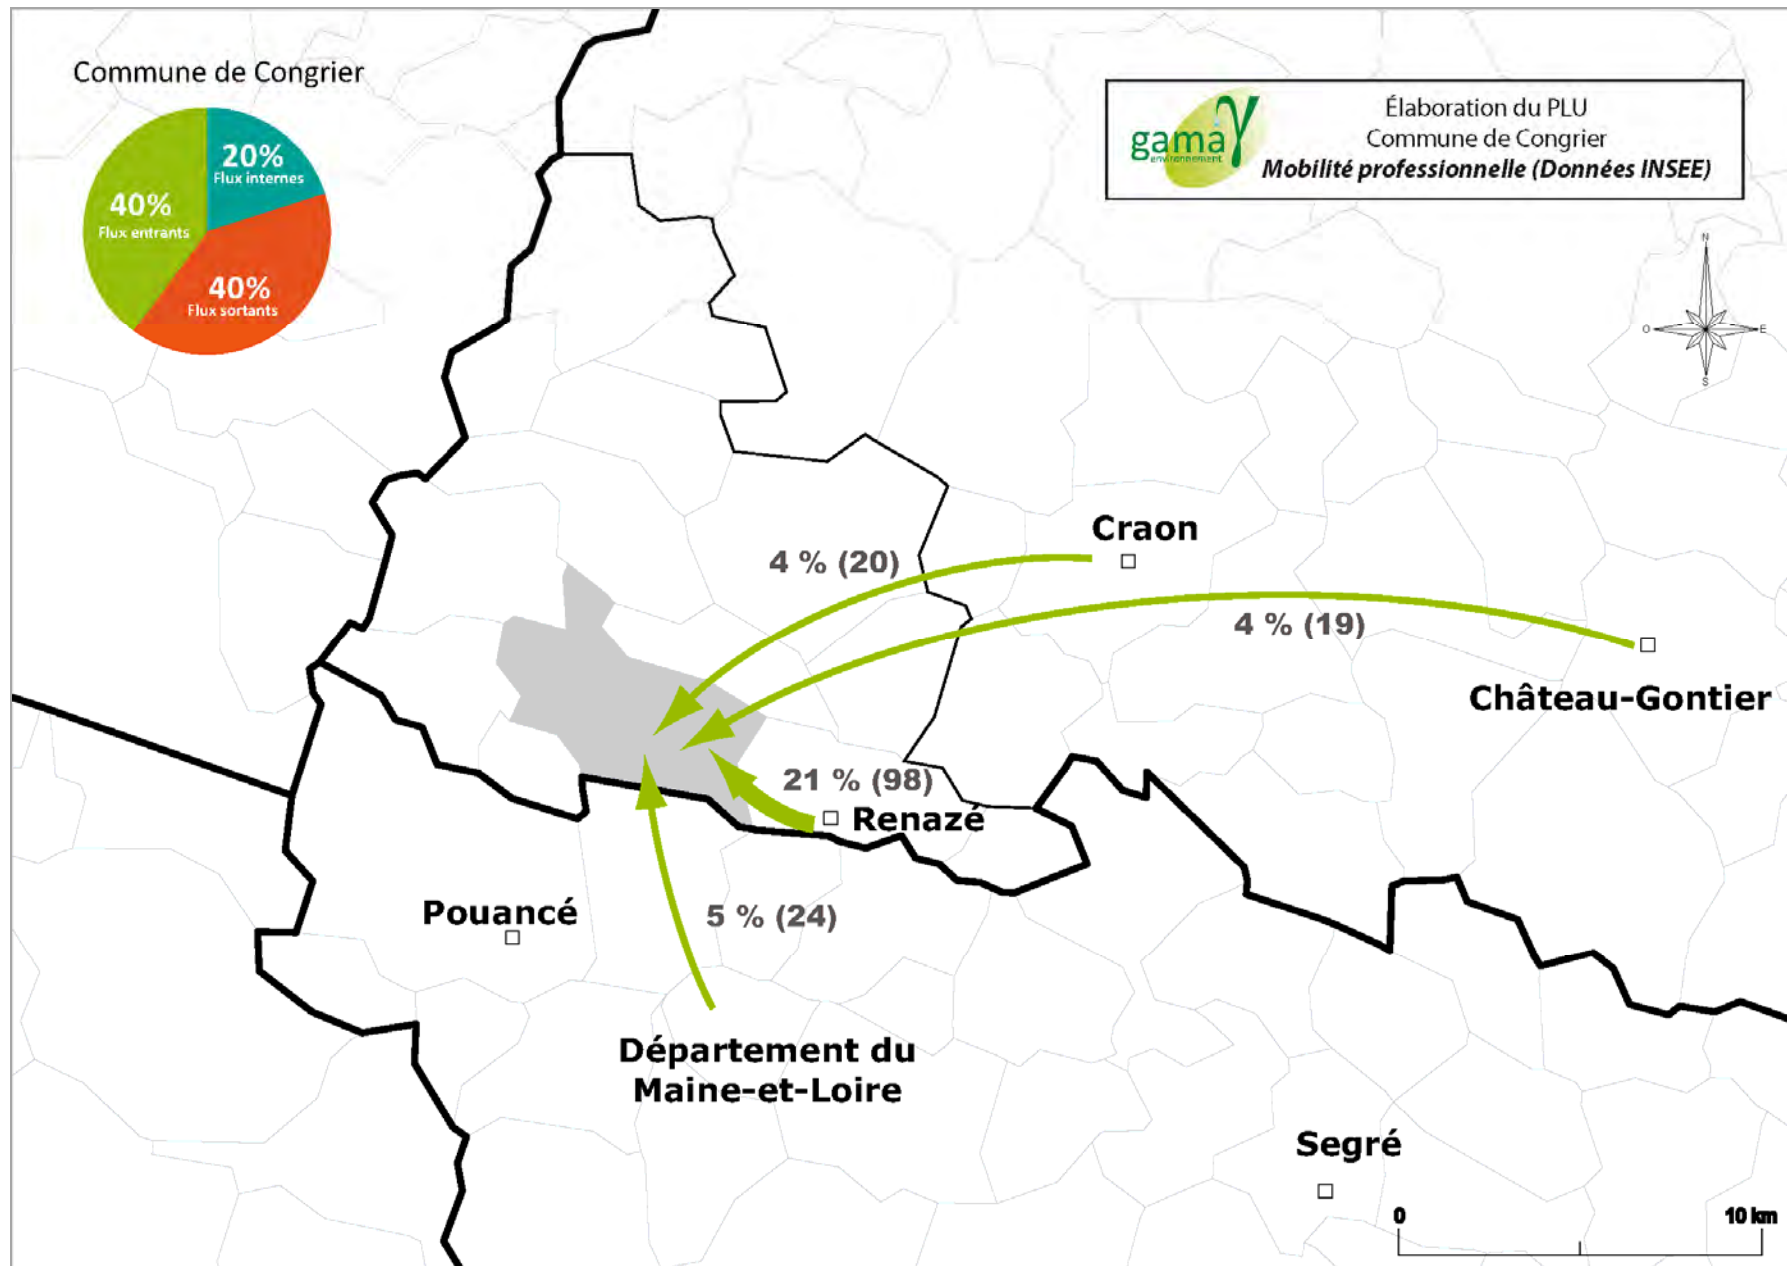 Commune de Congrier
20%
Flux internes
40%
Flux entrants
40%
Flux sortants
gama
environnement
γ
Élaboration du PLU
Commune de Congrier
Mobilité professionnelle (Données INSEE)
N
O
E
S
Craon
4 % (20)
4 % (19)
Château-Gontier
21 % (98)
Renazé
Pouancé
5 % (24)
Département du
Maine-et-Loire
Segré
0
10 km